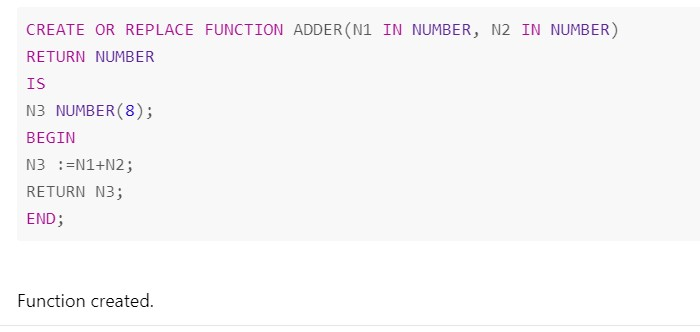 CREATE OR REPLACE FUNCTION ADDER(N1 IN NUMBER, N2 IN NUMBER)
RETURN NUMBER
IS
N3 NUMBER(8);
BEGIN
N3 :=N1+N2;
RETURN N3;
END;
Function created.